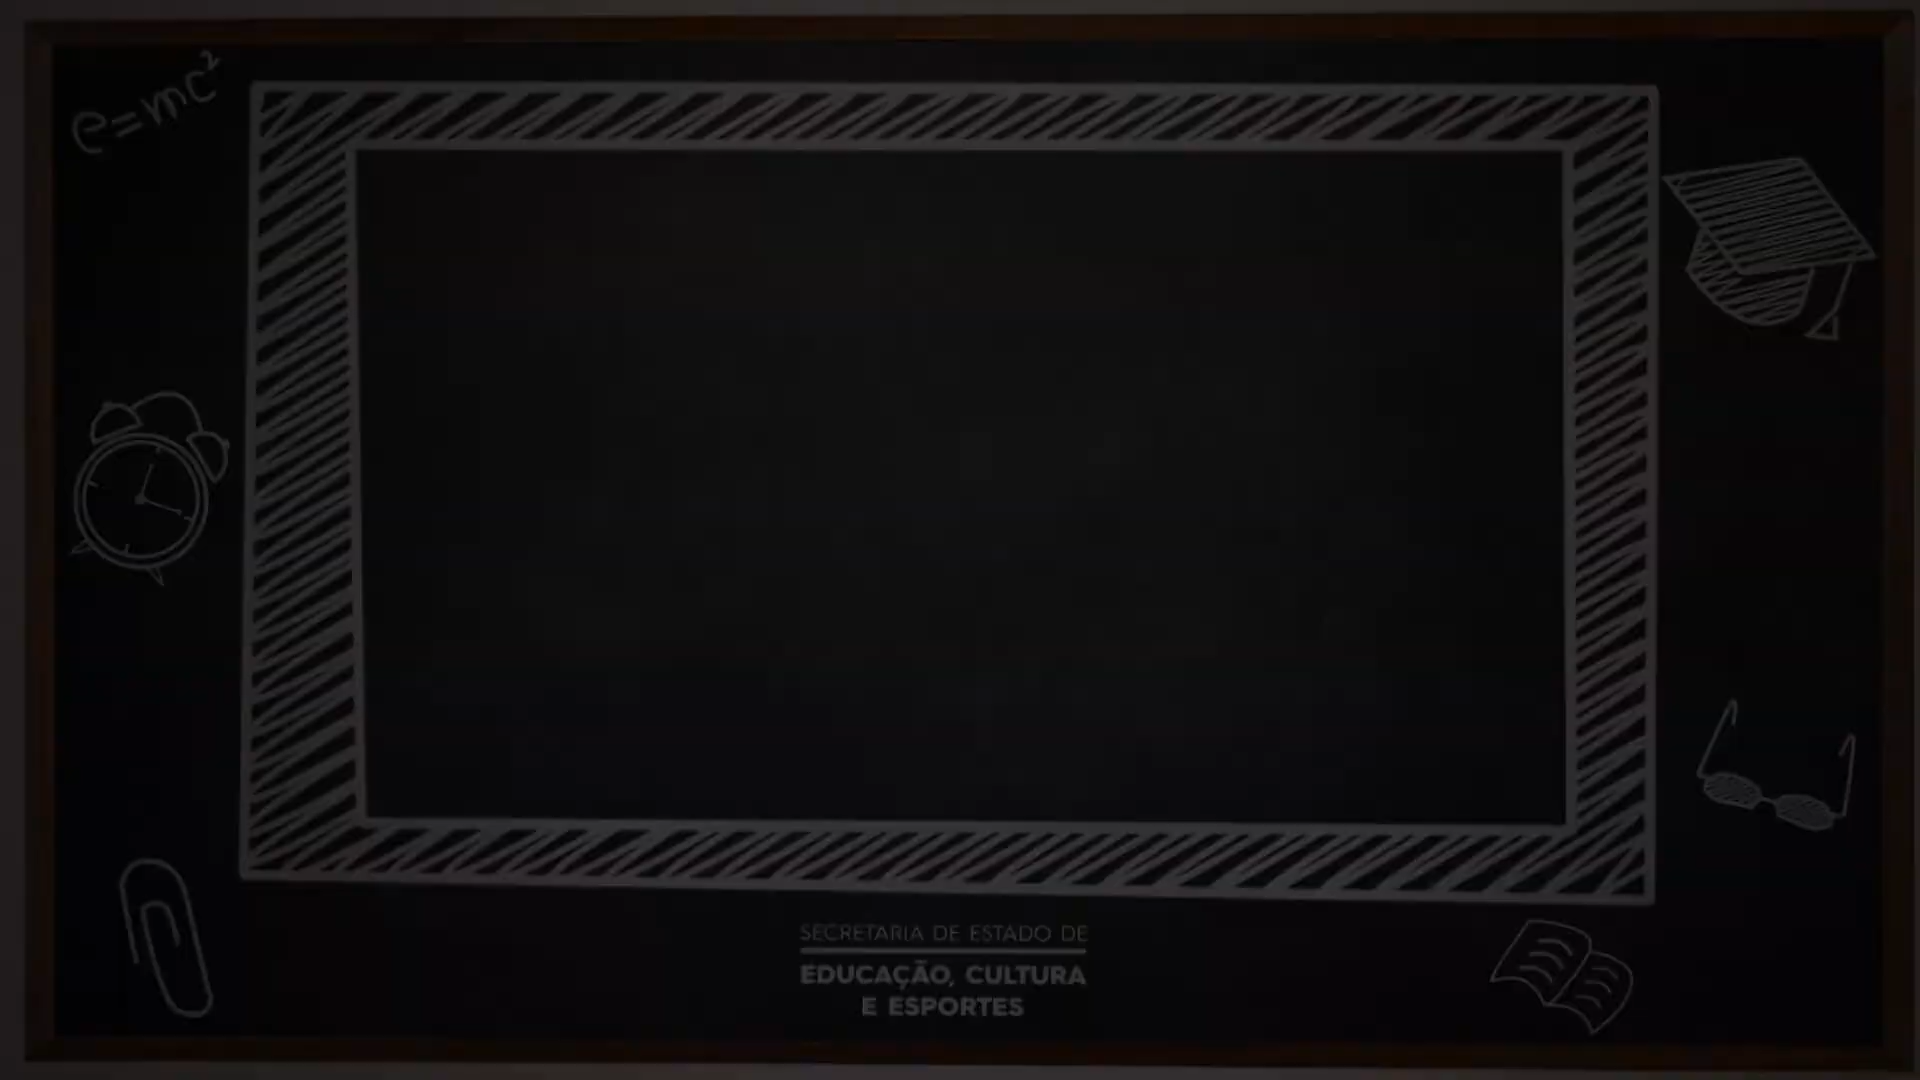 e=mc²
SECRETARIA DE ESTADO DE
EDUCAÇÃO, CULTURA
E ESPORTES